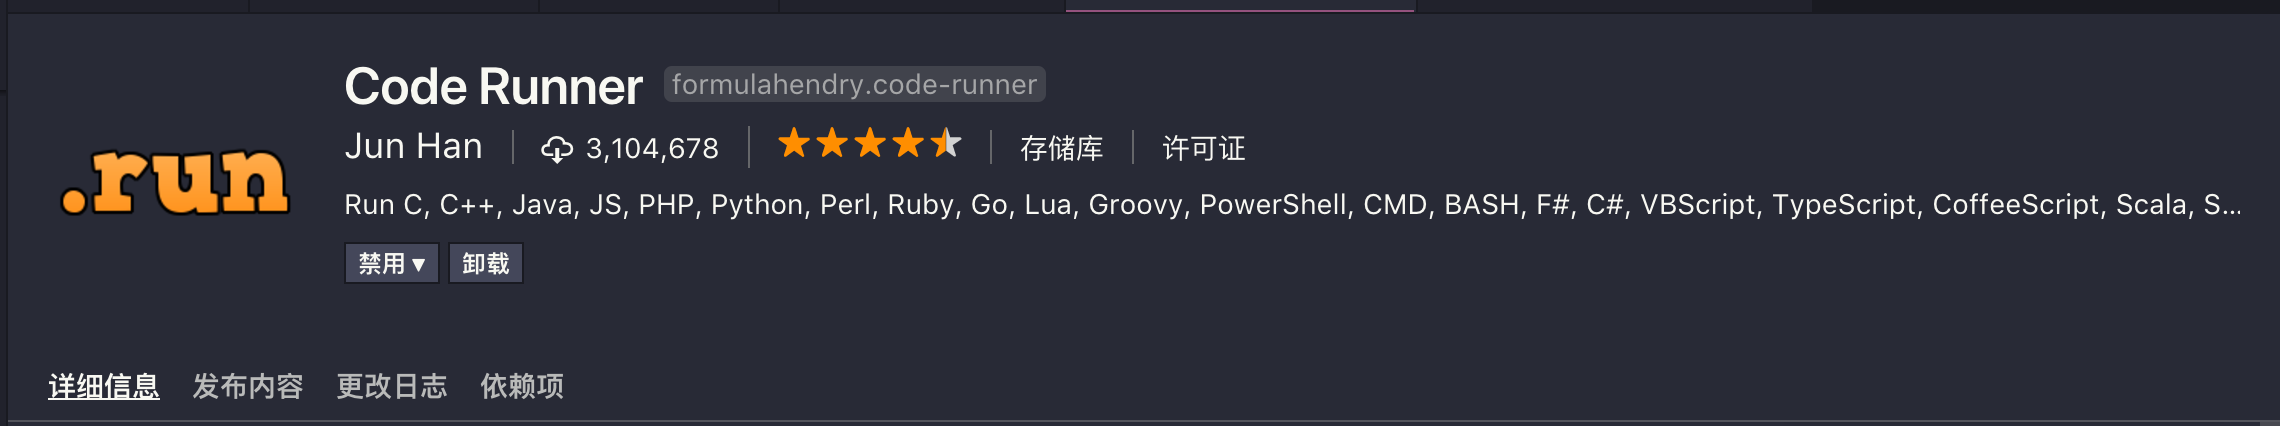 Code Runner formulahendry.code-runner
.run
Jun Han 3,104,678 存储库 许可证
Run C, C++, Java, JS, PHP, Python, Perl, Ruby, Go, Lua, Groovy, PowerShell, CMD, BASH, F#, C#, VBScript, TypeScript, CoffeeScript, Scala, S...
禁用 ▾ 卸载
详细信息 发布内容 更改日志 依赖项